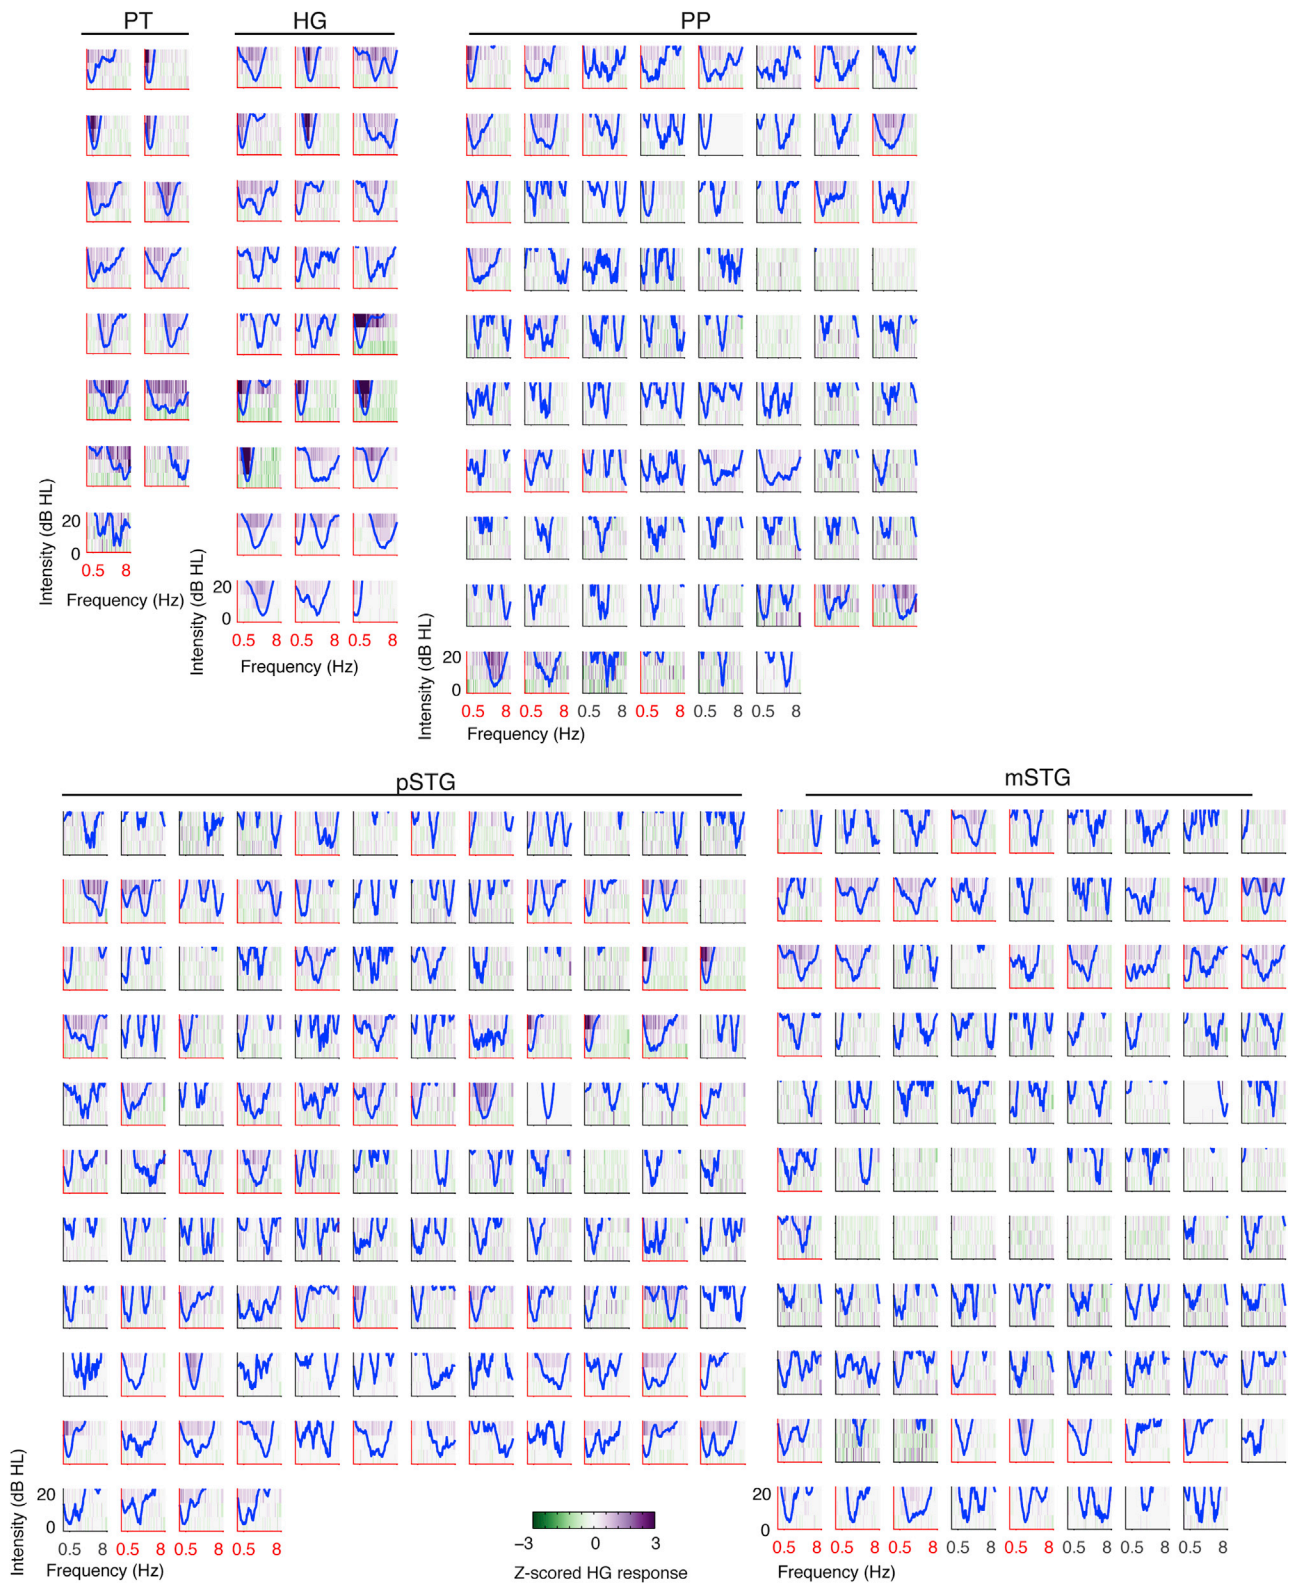 PT
HG
PP
Intensity (dB HL)
20
0
0.5 8
Frequency (Hz)
Intensity (dB HL)
20
0
0.5 8 0.5 8 0.5 8
Frequency (Hz)
Intensity (dB HL)
20
0
0.5 8 0.5 8 0.5 8 0.5 8 0.5 8 0.5 8
Frequency (Hz)
pSTG
mSTG
Intensity (dB HL)
20
0
0.5 8 0.5 8 0.5 8 0.5 8
Frequency (Hz)
−3 0 3
Z-scored HG response
20
0
0.5 8 0.5 8 0.5 8 0.5 8 0.5 8 0.5 8 0.5 8 0.5 8
Frequency (Hz)